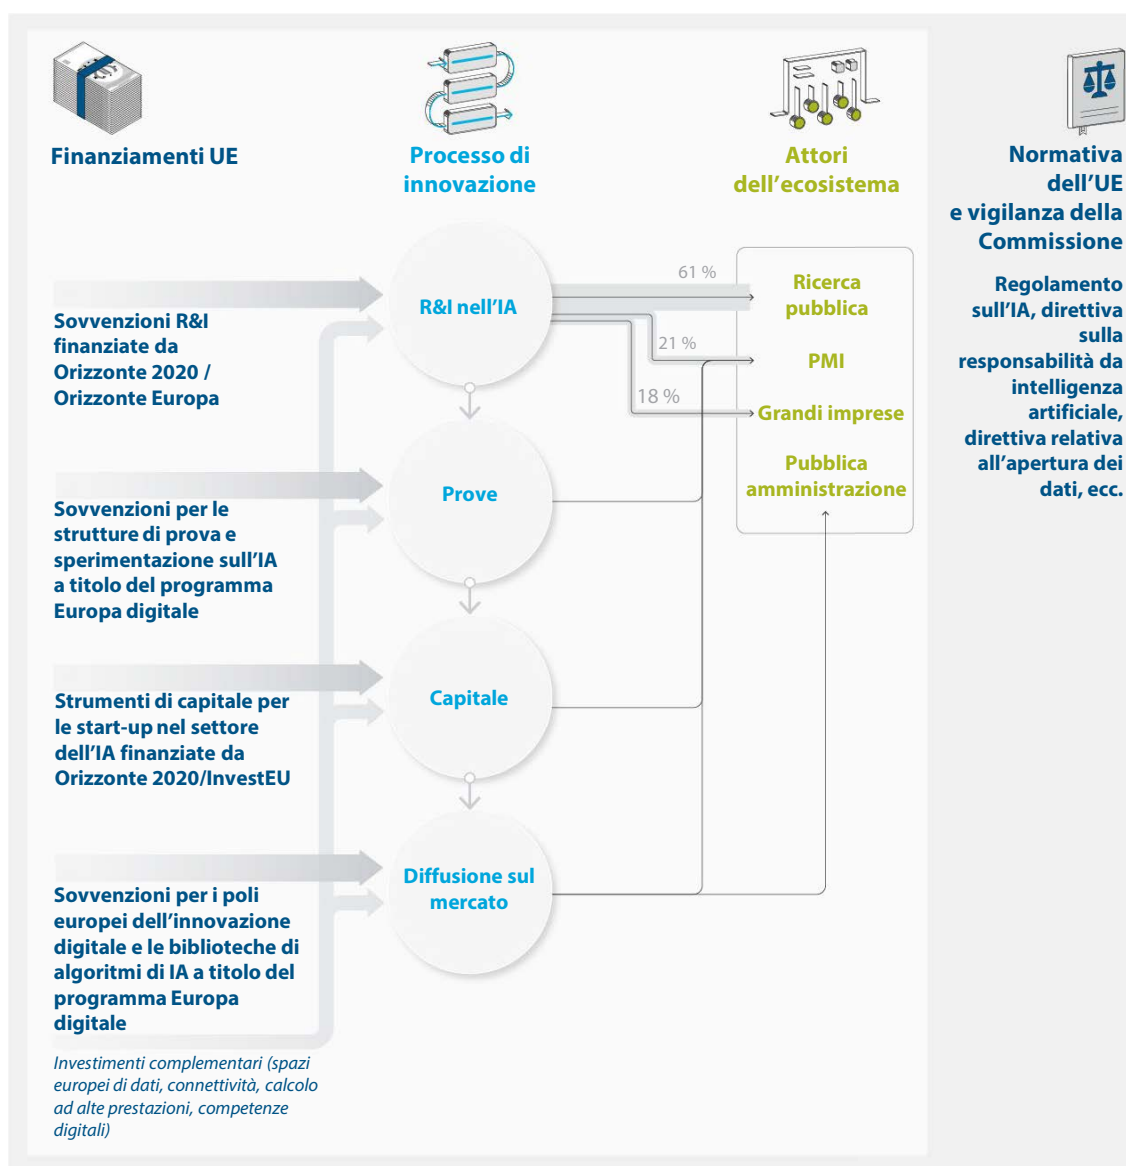 Finanziamenti UE
Processo di
innovazione
Attori
dell'ecosistema
Normativa
dell'UE
e vigilanza della
Commissione
Regolamento
sull'IA, direttiva
sulla
responsabilità da
intelligenza
artificiale,
direttiva relativa
all'apertura dei
dati, ecc.
Sovvenzioni R&I
finanziate da
Orizzonte 2020 /
Orizzonte Europa
R&I nell'IA
61 %
21 %
18 %
Ricerca
pubblica
PMI
Grandi imprese
Pubblica
amministrazione
Sovvenzioni per le
strutture di prova e
sperimentazione sull'IA
a titolo del programma
Europa digitale
Prove
Strumenti di capitale per
le start-up nel settore
dell'IA finanziate da
Orizzonte 2020/InvestEU
Capitale
Sovvenzioni per i poli
europei dell'innovazione
digitale e le biblioteche di
algoritmi di IA a titolo del
programma Europa
digitale
Diffusione sul
mercato
Investimenti complementari (spazi
europei di dati, connettività, calcolo
ad alte prestazioni, competenze
digitali)